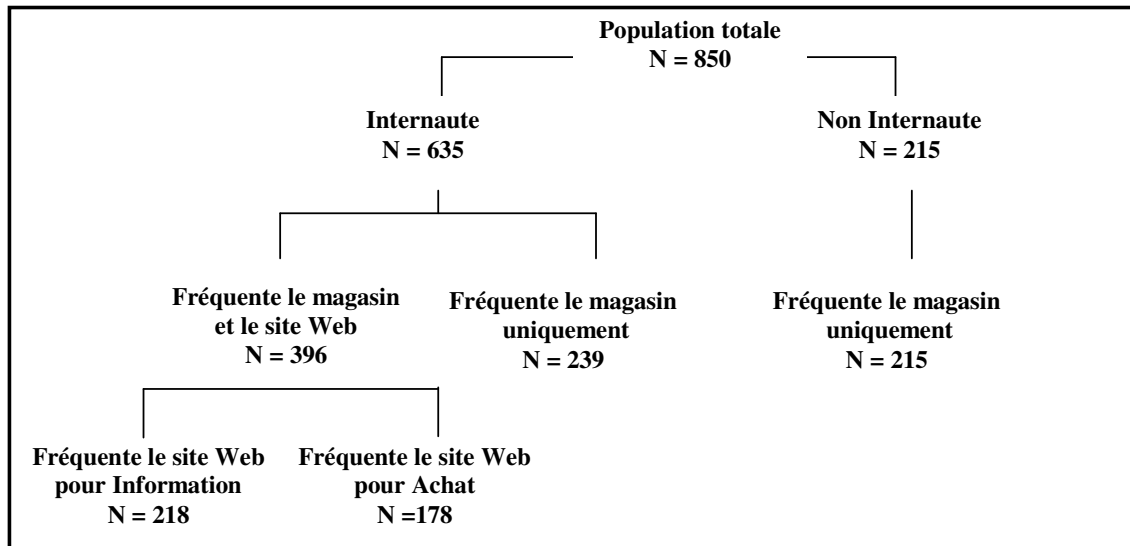 Population totale
N = 850
Internaute
N = 635
Non Internaute
N = 215
Fréquente le magasin
et le site Web
N = 396
Fréquente le magasin
uniquement
N = 239
Fréquente le magasin
uniquement
N = 215
Fréquente le site Web
pour Information
N = 218
Fréquente le site Web
pour Achat
N =178